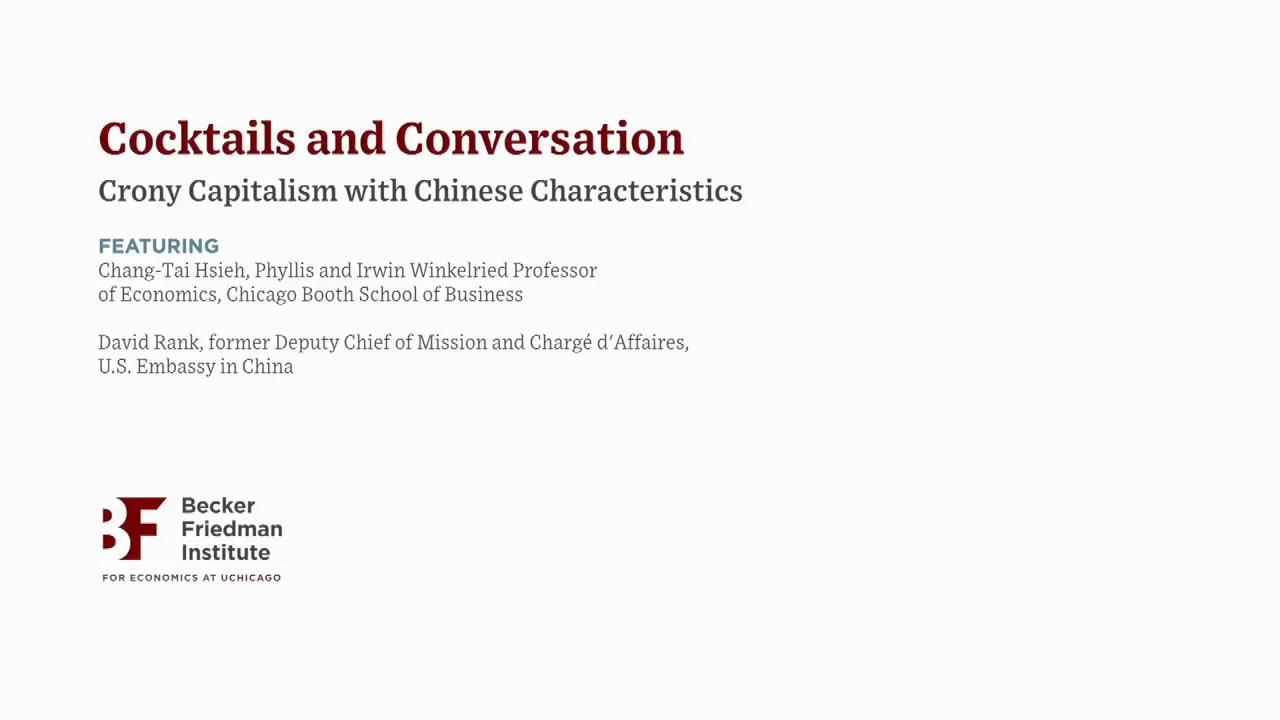 Cocktails and Conversation
Crony Capitalism with Chinese Characteristics
FEATURING
Chang-Tai Hsieh, Phyllis and Irwin Winkelried Professor
of Economics, Chicago Booth School of Business
David Rank, former Deputy Chief of Mission and Chargé d'Affaires,
U.S. Embassy in China
BF
Becker
Friedman
Institute
FOR ECONOMICS AT UCHICAGO